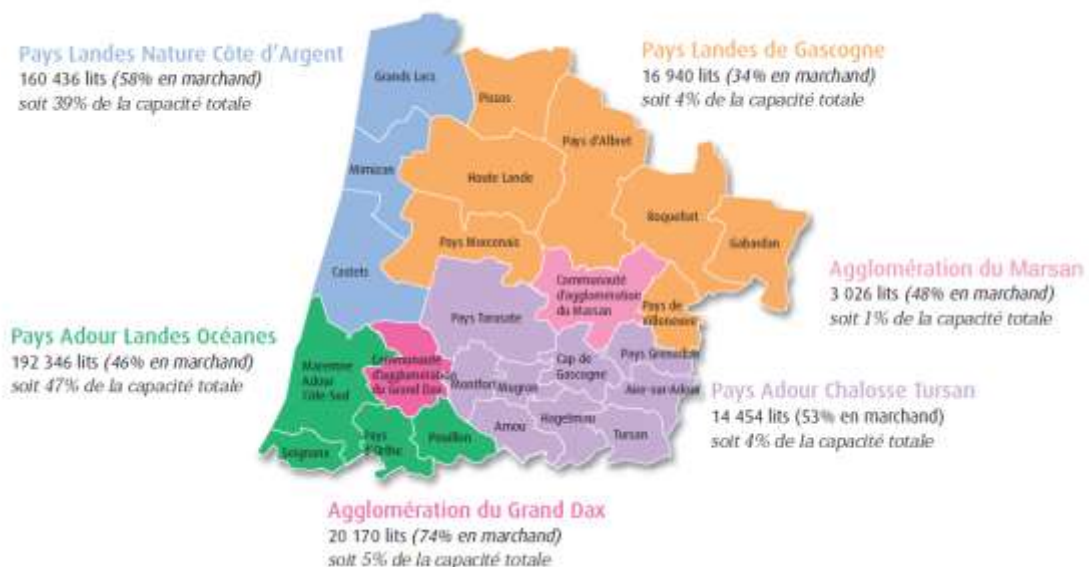 Pays Landes Nature Côte d'Argent
160 436 lits (58% en marchand)
soit 39% de la capacité totale
Pays Landes de Gascogne
16 940 lits (34% en marchand)
soit 4% de la capacité totale
Grands Lacs
Pissos
Pays d'Albret
Mimizan
Haute Lande
Roquefort
Gabardan
Pays Morcenais
Castets
Communauté
d'agglomération
du Marsan
Pays de
Villeneuve
Agglomération du Marsan
3 026 lits (48% en marchand)
soit 1% de la capacité totale
Pays Adour Landes Océanes
192 346 lits (46% en marchand)
soit 47% de la capacité totale
Pays Tarusate
Maremne
Adour
Côte Sud
Communauté
d'agglomération
du Grand Dax
Montfort
Mugron
Cap de
Gascogne
Pays Grenadois
Aire-sur-Adour
Pays Adour Chalosse Tursan
14 454 lits (53% en marchand)
soit 4% de la capacité totale
Seignanx
Pays
d'Orthe
Pouillon
Amou
Hagetmau
Tursan
Agglomération du Grand Dax
20 170 lits (74% en marchand)
soit 5% de la capacité totale